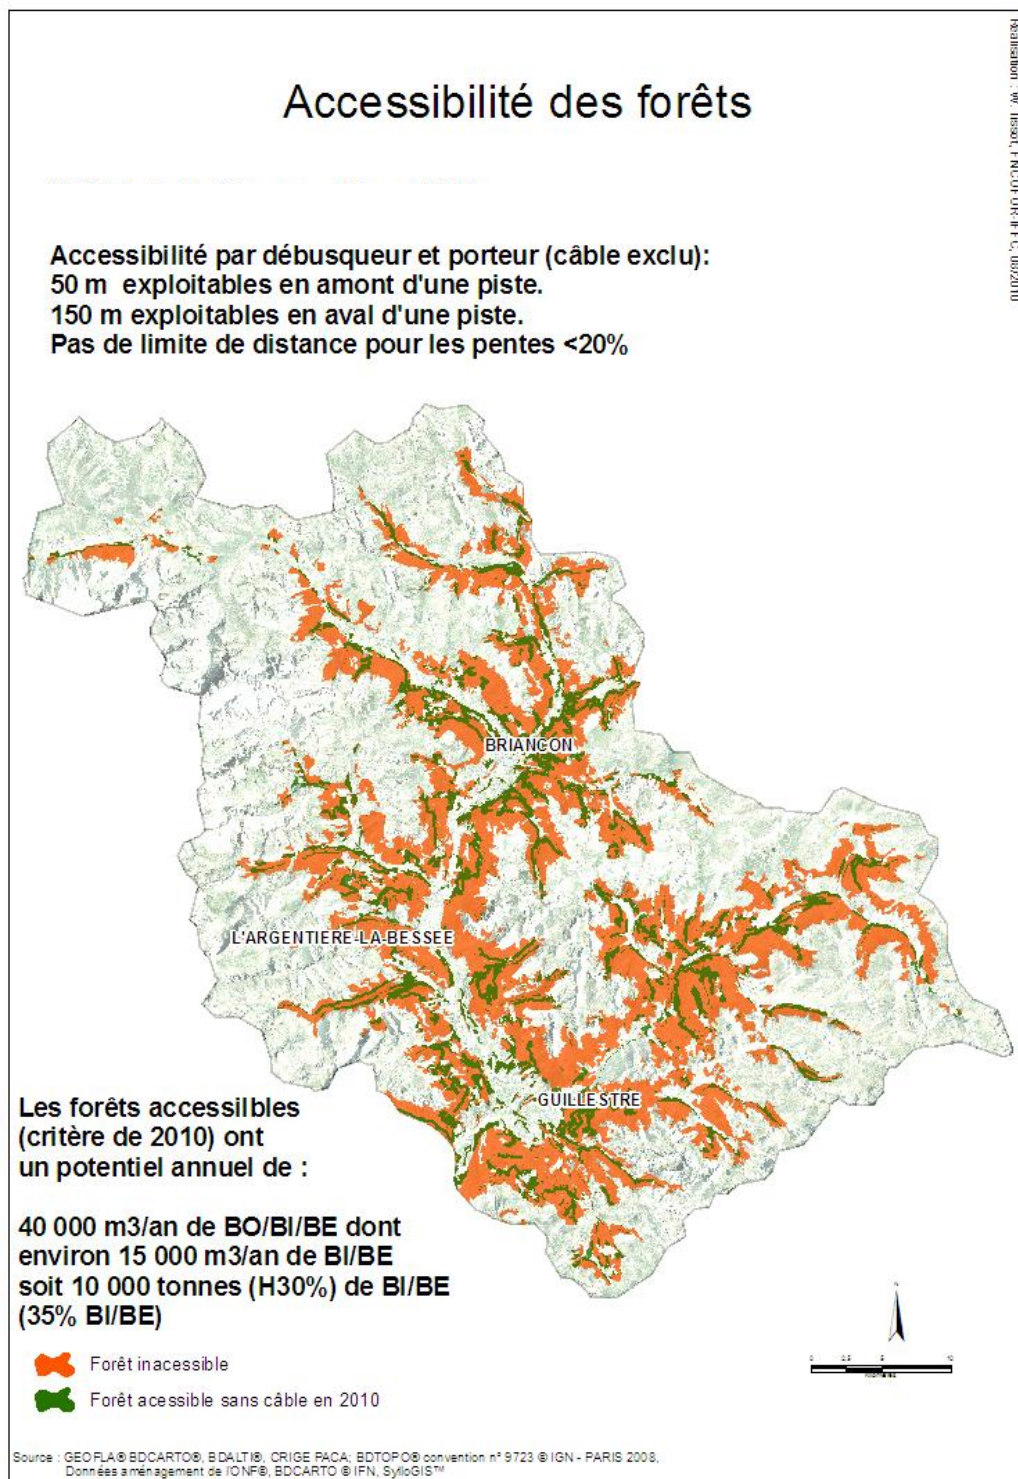 Accessibilité des forêts
Accessibilité par débusqueur et porteur (câble exclu):
50 m exploitables en amont d'une piste.
150 m exploitables en aval d'une piste.
Pas de limite de distance pour les pentes <20%
BRIANCON
L'ARGENTIERE-LA-BESSEE
GUILLESTRE
Les forêts accessilbles
(critère de 2010) ont
un potentiel annuel de :
40 000 m3/an de BO/BI/BE dont
environ 15 000 m3/an de BI/BE
soit 10 000 tonnes (H30%) de BI/BE
(35% BI/BE)
Forêt inacessible
Forêt acessible sans câble en 2010
Source : GEOFLA® BDCARTO®, BDALTI®, CRIGE PACA; BDTOPO® convention n° 9723 © IGN - PARIS 2008,
Données aménagement de l'ONF®, BDCARTO © IFN, SylloGIS™